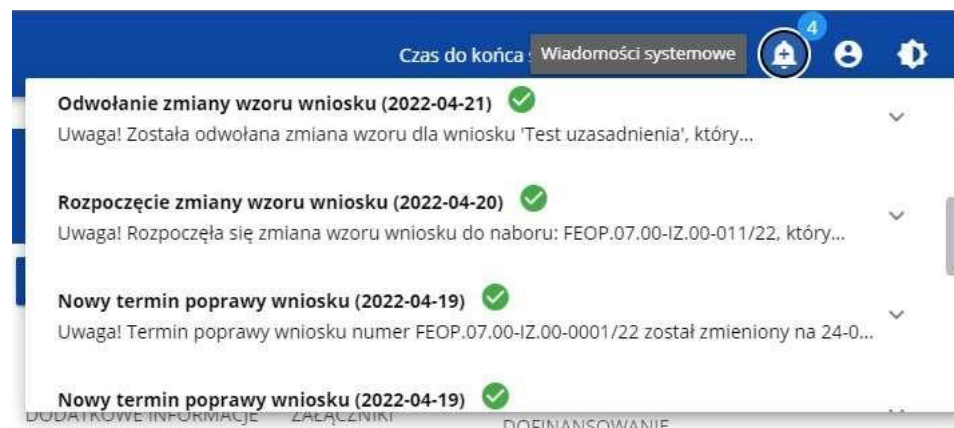 4
Czas do końca
Wiadomości systemowe
Odwołanie zmiany wzoru wniosku (2022-04-21)
Uwaga! Została odwołana zmiana wzoru dla wniosku 'Test uzasadnienia', który...
Rozpoczęcie zmiany wzoru wniosku (2022-04-20)
Uwaga! Rozpoczęła się zmiana wzoru wniosku do naboru: FEOP.07.00-IZ.00-011/22, który...
Nowy termin poprawy wniosku (2022-04-19)
Uwaga! Termin poprawy wniosku numer FEOP.07.00-IZ.00-0001/22 został zmieniony na 24-0...
Nowy termin poprawy wniosku (2022-04-19)
DODATKOWE INFORMACJE ZAŁĄCZNIKI DOFINANSOWANIE